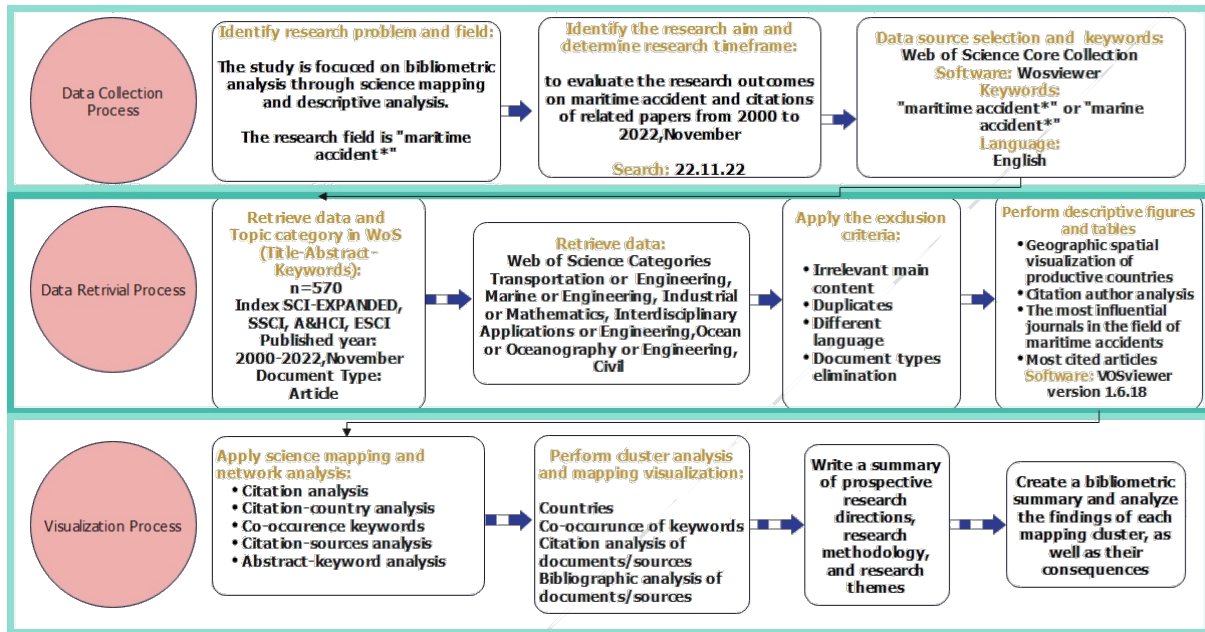 Data Collection
Process
Identify research problem and field:
The study is focused on bibliometric
analysis through science mapping
and descriptive analysis.
The research field is "maritime
accident*"
Identify the research aim and
determine research timeframe:
to evaluate the research outcomes
on maritime accident and citations
of related papers from 2000 to
2022,November
Search: 22.11.22
Data source selection and keywords:
Web of Science Core Collection
Software: Wosviewer
Keywords:
"maritime accident*" or "marine
accident*"
Language:
English
Data Retrivial Process
Retrieve data and
Topic category in WoS
(Title-Abstract-
Keywords):
n=570
Index SCI-EXPANDED,
SSCI, A&HCI, ESCI
Published year:
2000-2022,November
Document Type:
Article
Retrieve data:
Web of Science Categories
Transportation or Engineering,
Marine or Engineering, Industrial
or Mathematics, Interdisciplinary
Applications or Engineering,Ocean
or Oceanography or Engineering,
Civil
Apply the exclusion
criteria:
• Irrelevant main
content
• Duplicates
• Different
language
• Document types
elimination
Perform descriptive figures
and tables
• Geographic spatial
visualization of
productive countries
• Citation author analysis
• The most influential
journals in the field of
maritime accidents
• Most cited articles
Software: VOSviewer
version 1.6.18
Visualization Process
Apply science mapping and
network analysis:
• Citation analysis
• Citation-country analysis
• Co-occurence keywords
• Citation-sources analysis
• Abstract-keyword analysis
Perform cluster analysis
and mapping visualization:
Countries
Co-occurunce of keywords
Citation analysis of
documents/sources
Bibliographic analysis of
documents/sources
Write a summary
of prospective
research
directions,
research
methodology,
and research
themes
Create a bibliometric
summary and analyze
the findings of each
mapping cluster, as
well as their
consequences